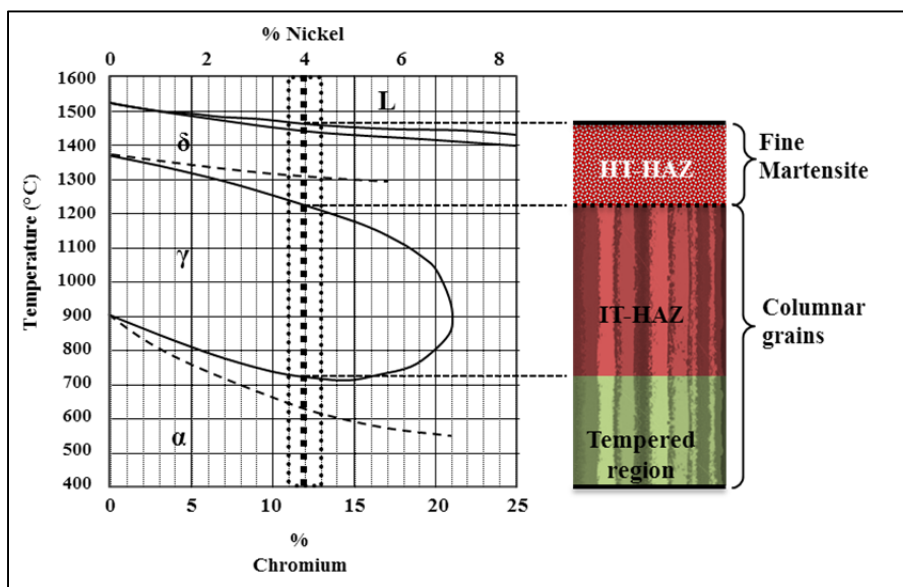 % Nickel
0 2 4 6 8
1600
1500
1400
1300
1200
1100
1000
900
800
700
600
500
400
Temperature (°C)
L
δ
γ
α
0 5 10 15 20 25
%
Chromium
HT-HAZ
IT-HAZ
Tempered
region
Fine
Martensite
Columnar
grains